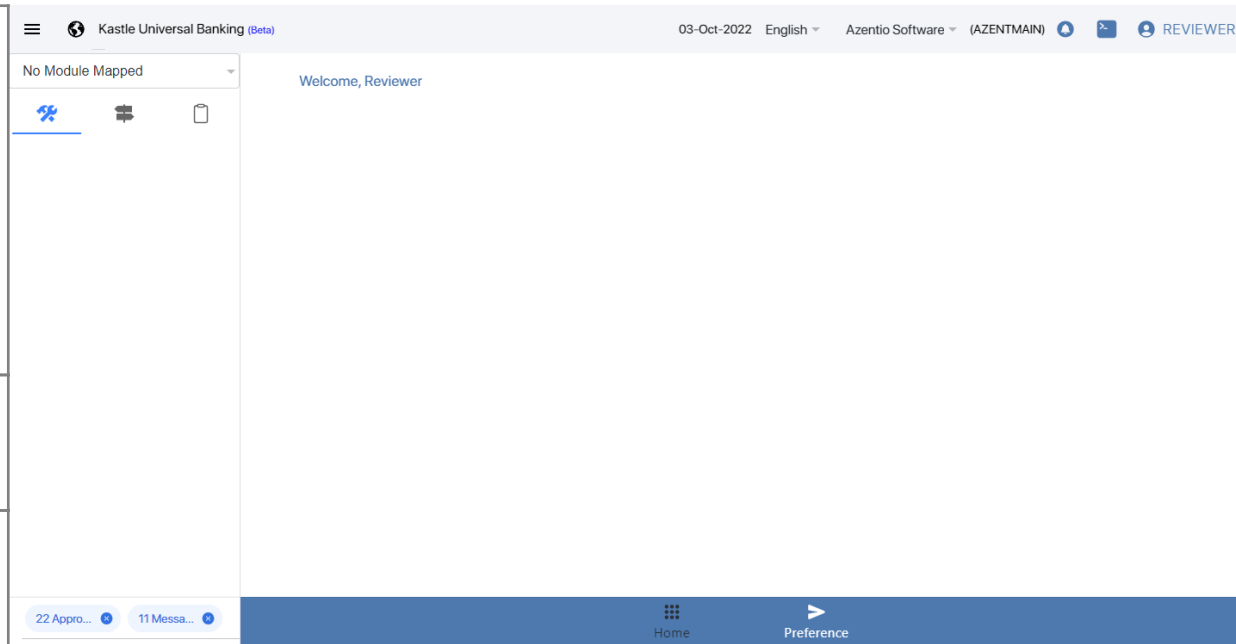 Kastle Universal Banking (Beta)
03-Oct-2022 English Azentio Software (AZENTMAIN) REVIEWER
No Module Mapped
Welcome, Reviewer
22 Appro... 11 Messa...
Home Preference